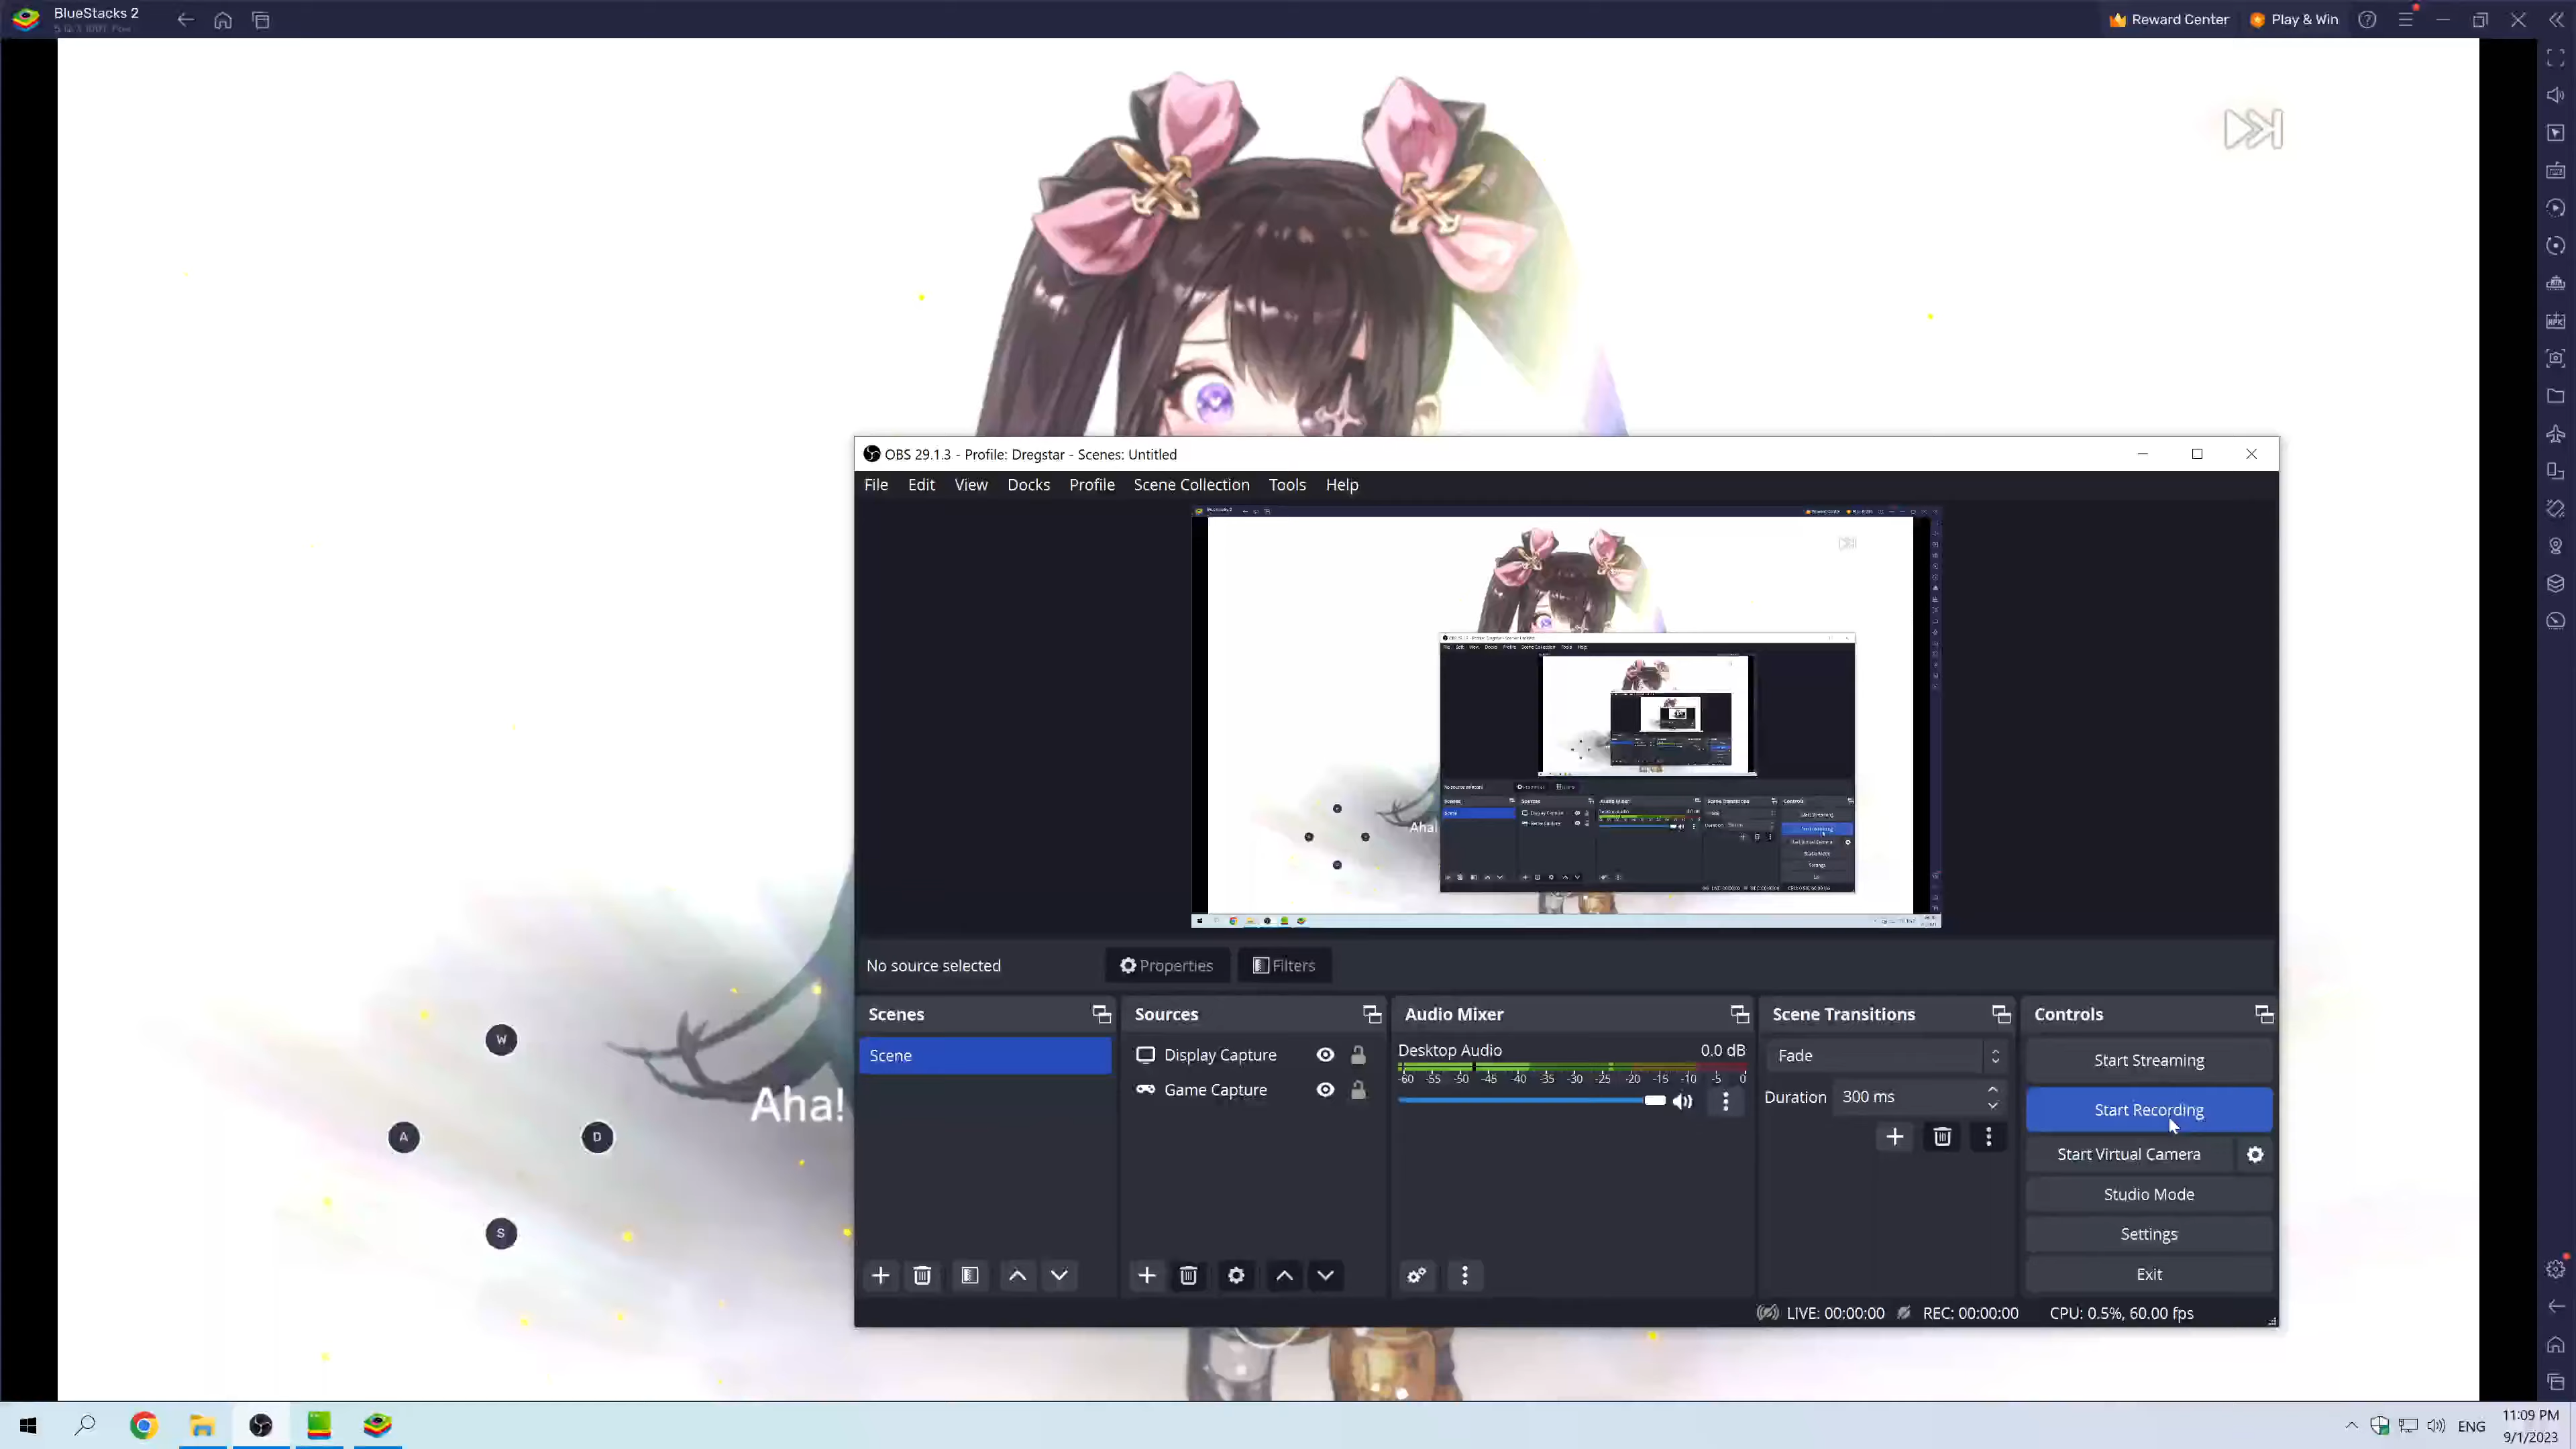 BlueStacks 2
Reward Center
Play & Win
OBS 29.1.3 - Profile: Dregstar - Scenes: Untitled
File Edit View Docks Profile Scene Collection Tools Help
Aha!
No source selected
Properties
Filters
Scenes
Sources
Audio Mixer
Scene Transitions
Controls
Scene
Display Capture
Game Capture
Desktop Audio
0.0 dB
-60 -55 -50 -45 -40 -35 -30 -25 -20 -15 -10 -5 0
Fade
Duration
300 ms
Start Streaming
Start Recording
Start Virtual Camera
Studio Mode
Settings
Exit
W
A
D
S
Aha!
LIVE: 00:00:00
REC: 00:00:00
CPU: 0.5%, 60.00 fps
ENG
11:09 PM
9/1/2023